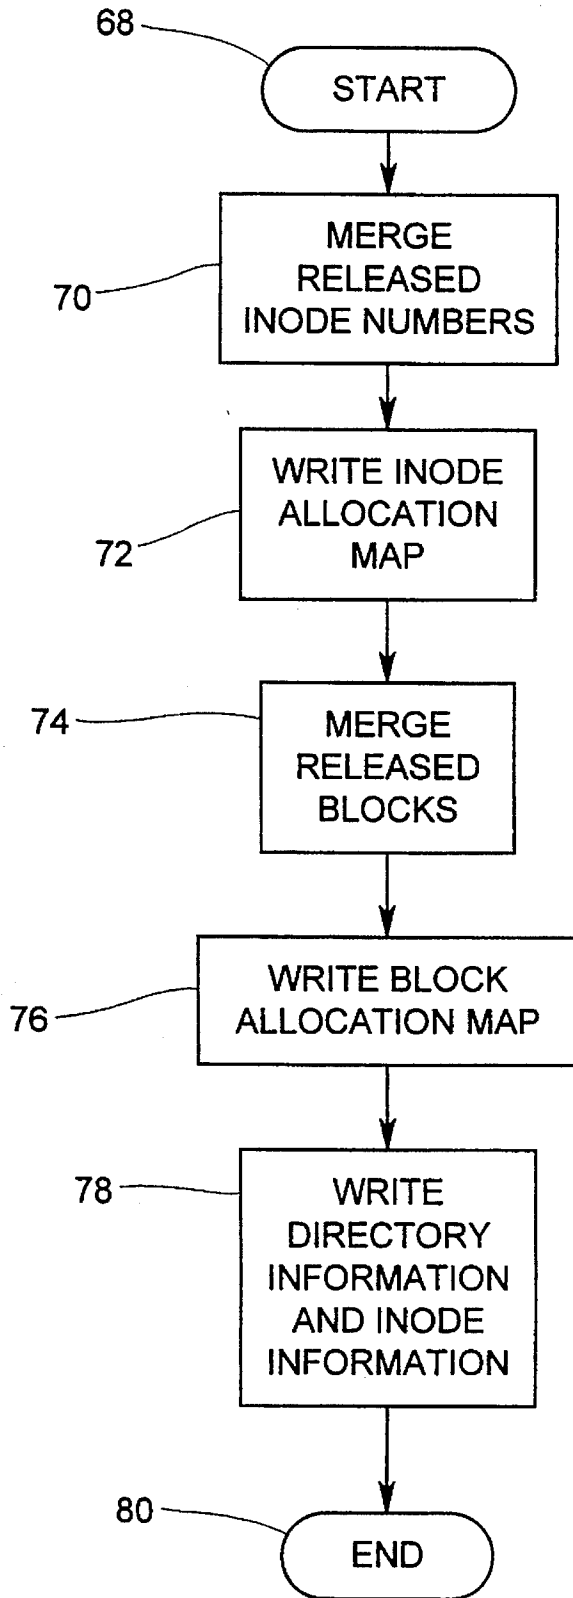 68
START
70
MERGE
RELEASED
INODE NUMBERS
72
WRITE INODE
ALLOCATION
MAP
74
MERGE
RELEASED
BLOCKS
76
WRITE BLOCK
ALLOCATION MAP
78
WRITE
DIRECTORY
INFORMATION
AND INODE
INFORMATION
80
END